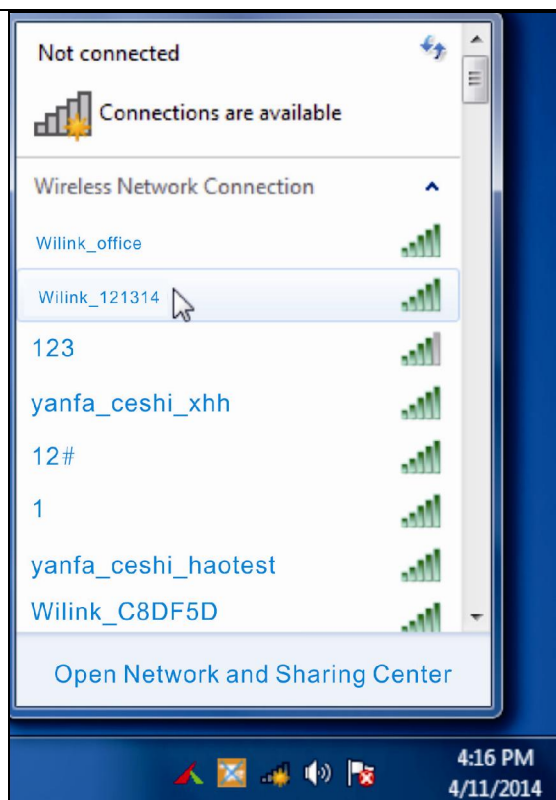 Not connected
Connections are available
Wireless Network Connection
Wilink_office
Wilink_121314
123
yanfa_ceshi_xhh
12#
1
yanfa_ceshi_haotest
Wilink_C8DF5D
Open Network and Sharing Center
4:16 PM
4/11/2014